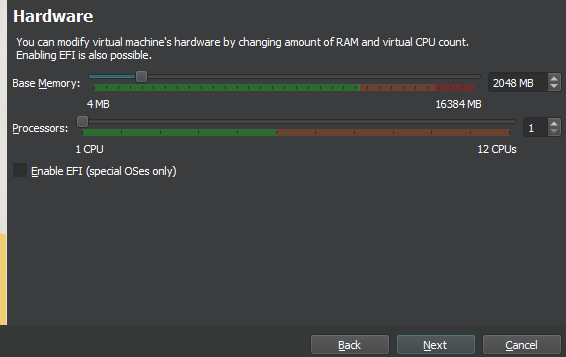 Hardware
You can modify virtual machine's hardware by changing amount of RAM and virtual CPU count.
Enabling EFI is also possible.
Base Memory: 2048 MB
4 MB 16384 MB
Processors: 1
1 CPU 12 CPUs
Enable EFI (special OSes only)
Back Next Cancel